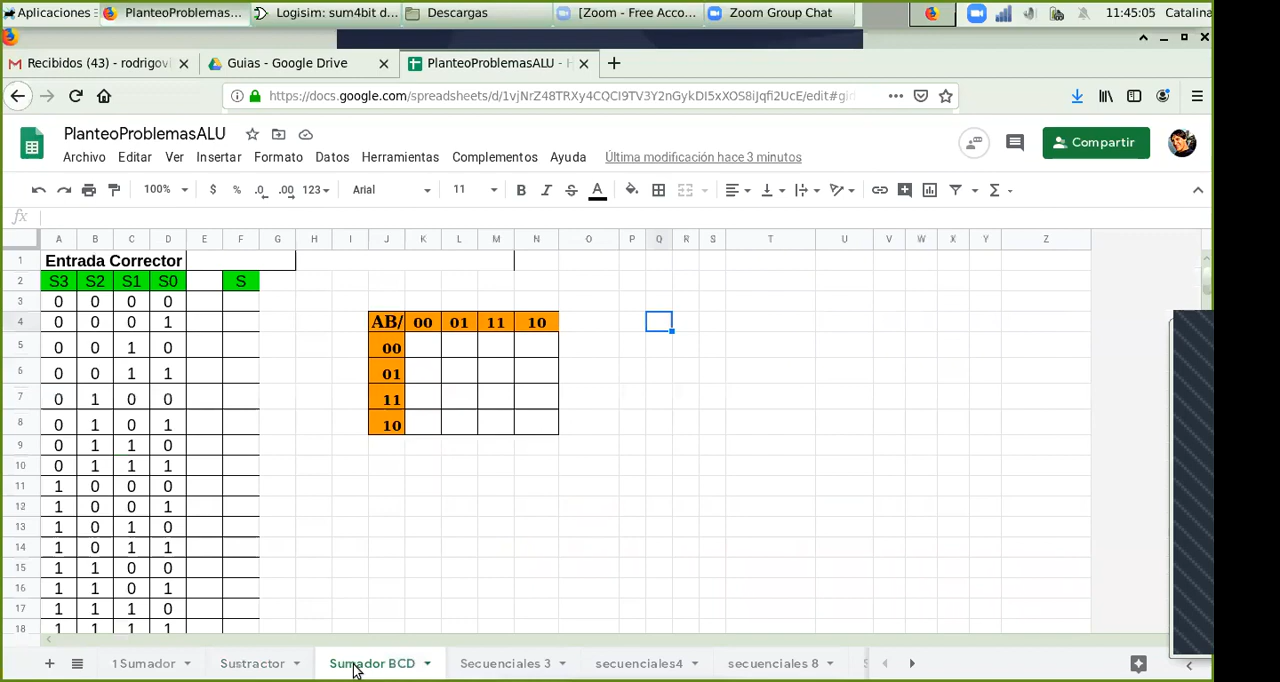 Aplicaciones PlanteoProblemas... Logisim: sum4bit d... Descargas [Zoom - Free Acco... Zoom Group Chat 11:45:05 Catalina
Recibidos (43) - rodrigov Guias - Google Drive PlanteoProblemasALU -
https://docs.google.com/spreadsheets/d/1vjNrZ48TRXy4CQCI9TV3Y2nGykDI5xXOS8iJqfi2UcE/edit#gi
PlanteoProblemasALU
Archivo Editar Ver Insertar Formato Datos Herramientas Complementos Ayuda Última modificación hace 3 minutos Compartir
100% $ % .0 .00 123 Arial 11 B I S A Σ
fx
A B C D E F G H I J K L M N O P Q R S T U V W X Y Z
1 Entrada Corrector
2 S3 S2 S1 S0 S
3 0 0 0 0
4 0 0 0 1 AB/ 00 01 11 10
5 0 0 1 0 00
6 0 0 1 1 01
7 0 1 0 0 11
8 0 1 0 1 10
9 0 1 1 0
10 0 1 1 1
11 1 0 0 0
12 1 0 0 1
13 1 0 1 0
14 1 0 1 1
15 1 1 0 0
16 1 1 0 1
17 1 1 1 0
18 1 1 1 1
1 Sumador Sustractor Sumador BCD Secuenciales 3 secuenciales4 secuenciales 8